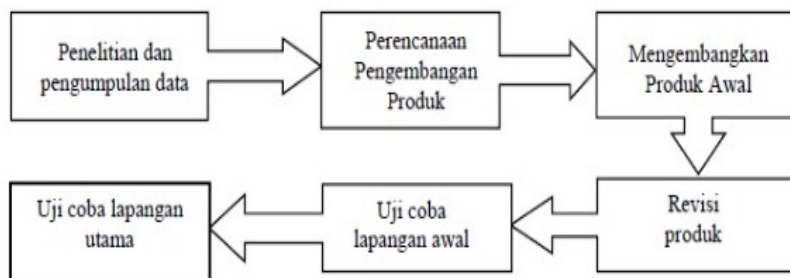 Penelitian dan
pengumpulan data
Perencanaan
Pengembangan
Produk
Mengembangkan
Produk Awal
Revisi
produk
Uji coba
lapangan awal
Uji coba lapangan
utama